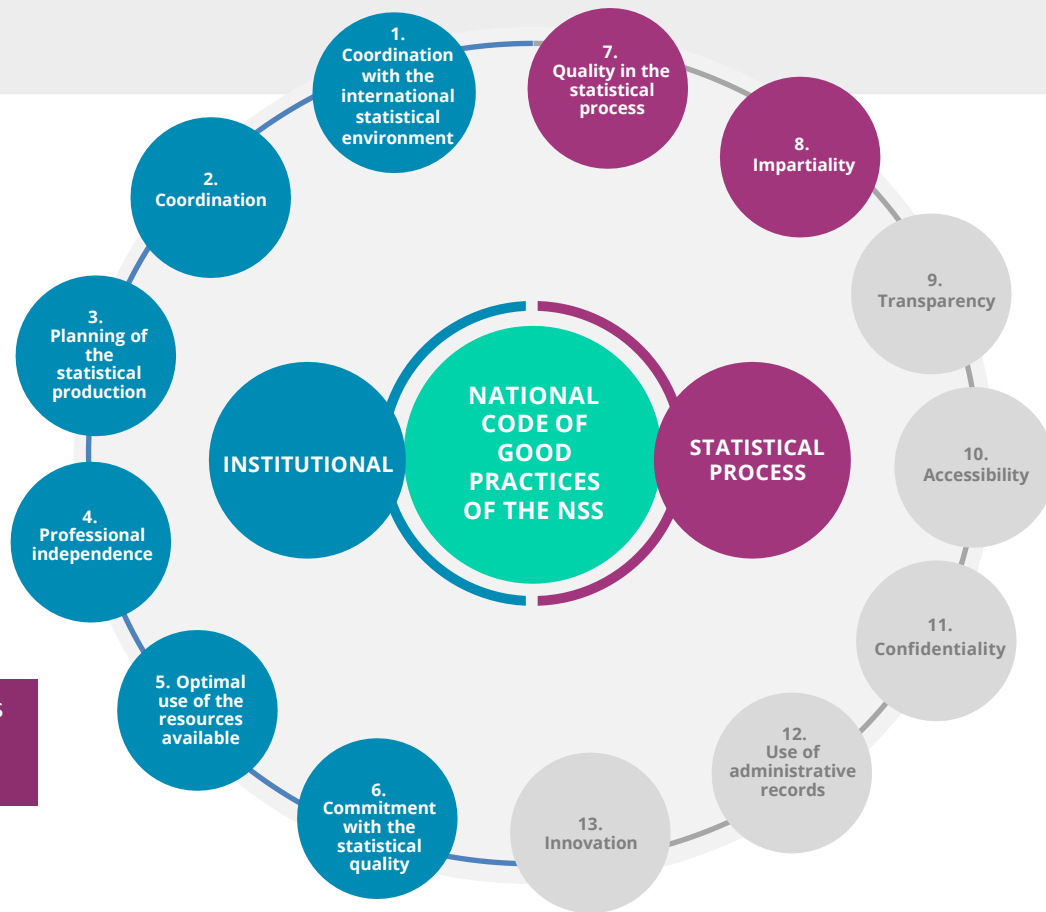 1.
Coordination
with the
international
statistical
environment
2.
Coordination
3.
Planning of
the
statistical
production
4.
Professional
independence
5. Optimal
use of the
resources
available
6.
Commitment
with the
statistical
quality
7.
Quality in the
statistical
process
8.
Impartiality
9.
Transparency
10.
Accessibility
11.
Confidentiality
12.
Use of
administrative
records
13.
Innovation
INSTITUTIONAL
NATIONAL
CODE OF
GOOD
PRACTICES
OF THE NSS
STATISTICAL
PROCESS
S